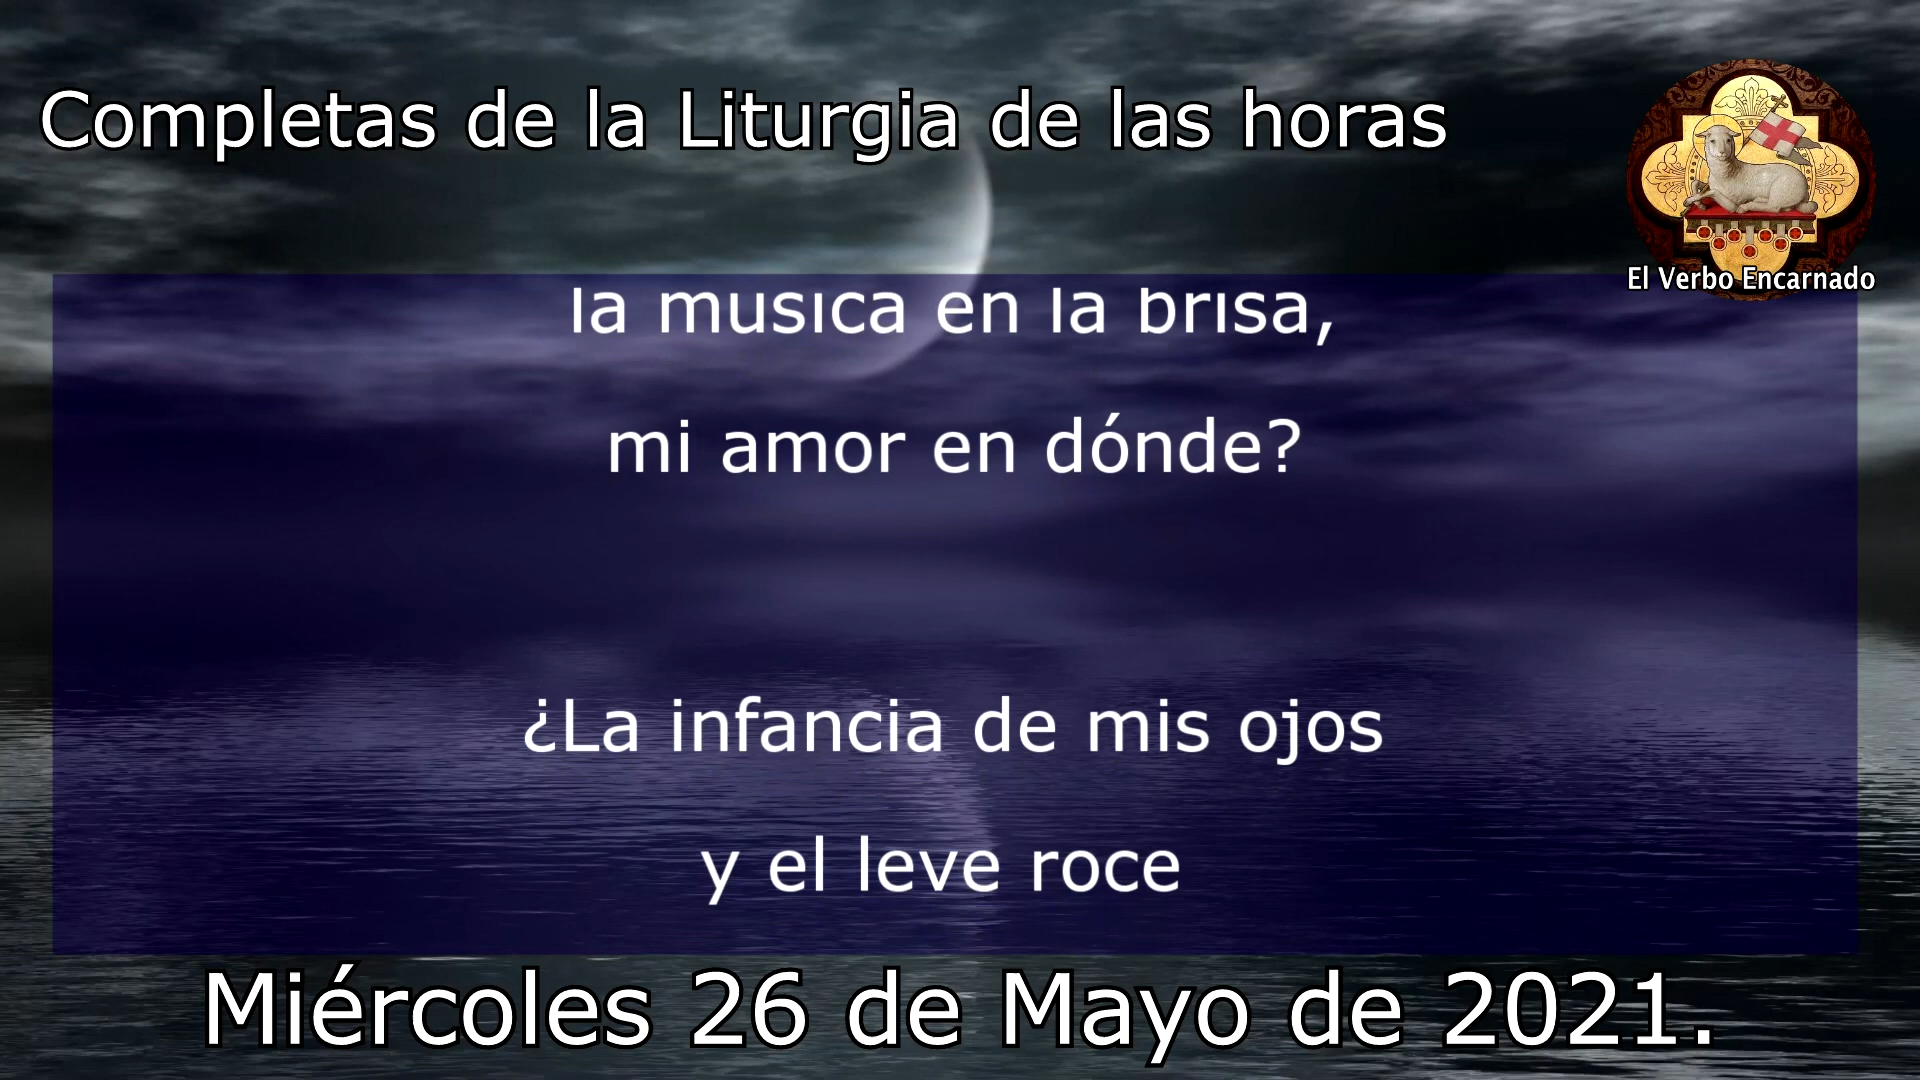 Completas de la Liturgia de las horas
El Verbo Encarnado
la música en la brisa,
mi amor en dónde?
¿La infancia de mis ojos
y el leve roce
Miércoles 26 de Mayo de 2021.